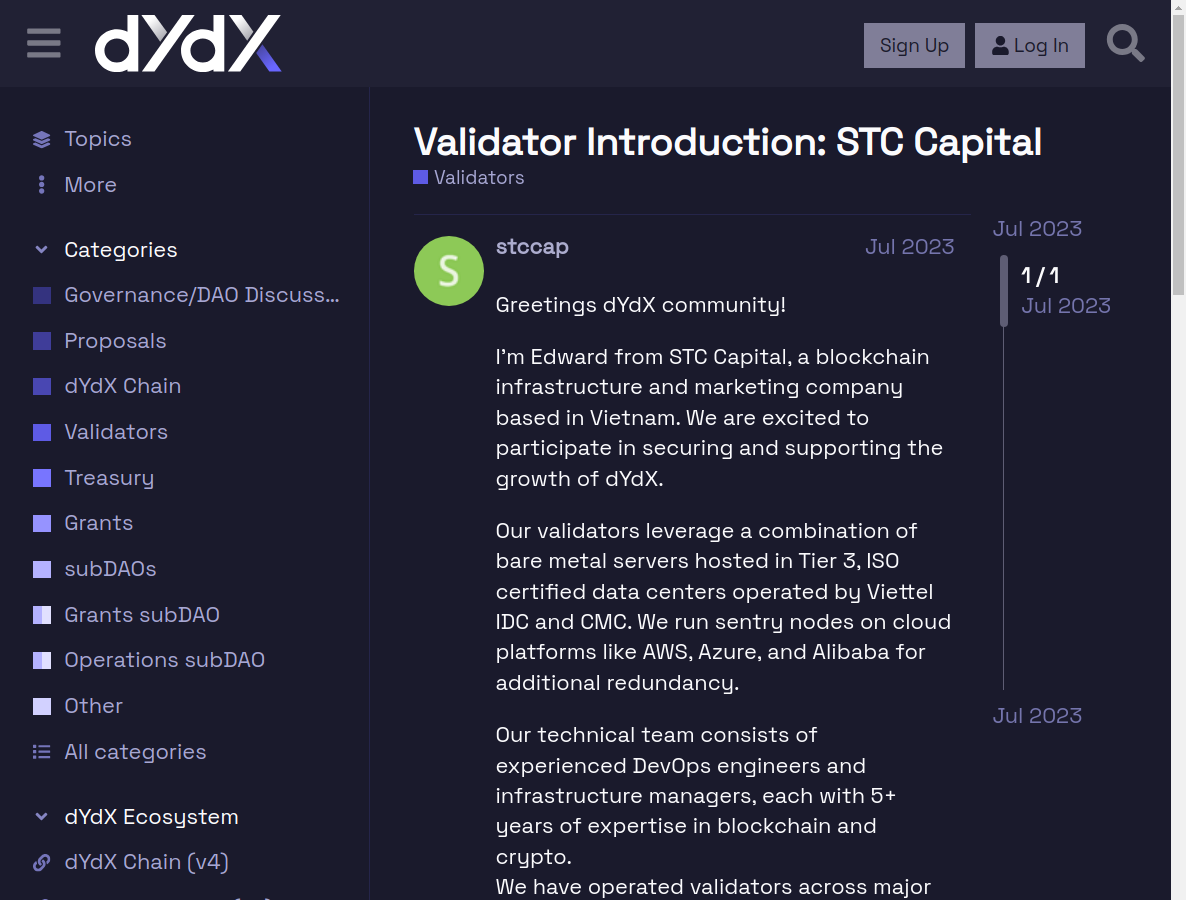 dYdX
Sign Up
Log In
Topics
More
Categories
Governance/DAO Discuss...
Proposals
dYdX Chain
Validators
Treasury
Grants
subDAOs
Grants subDAO
Operations subDAO
Other
All categories
dYdX Ecosystem
dYdX Chain (v4)
Validator Introduction: STC Capital
Validators
S
stccap
Jul 2023
Greetings dYdX community!
I'm Edward from STC Capital, a blockchain
infrastructure and marketing company
based in Vietnam. We are excited to
participate in securing and supporting the
growth of dYdX.
Our validators leverage a combination of
bare metal servers hosted in Tier 3, ISO
certified data centers operated by Viettel
IDC and CMC. We run sentry nodes on cloud
platforms like AWS, Azure, and Alibaba for
additional redundancy.
Our technical team consists of
experienced DevOps engineers and
infrastructure managers, each with 5+
years of expertise in blockchain and
crypto.
We have operated validators across major
Jul 2023
1 / 1
Jul 2023
Jul 2023